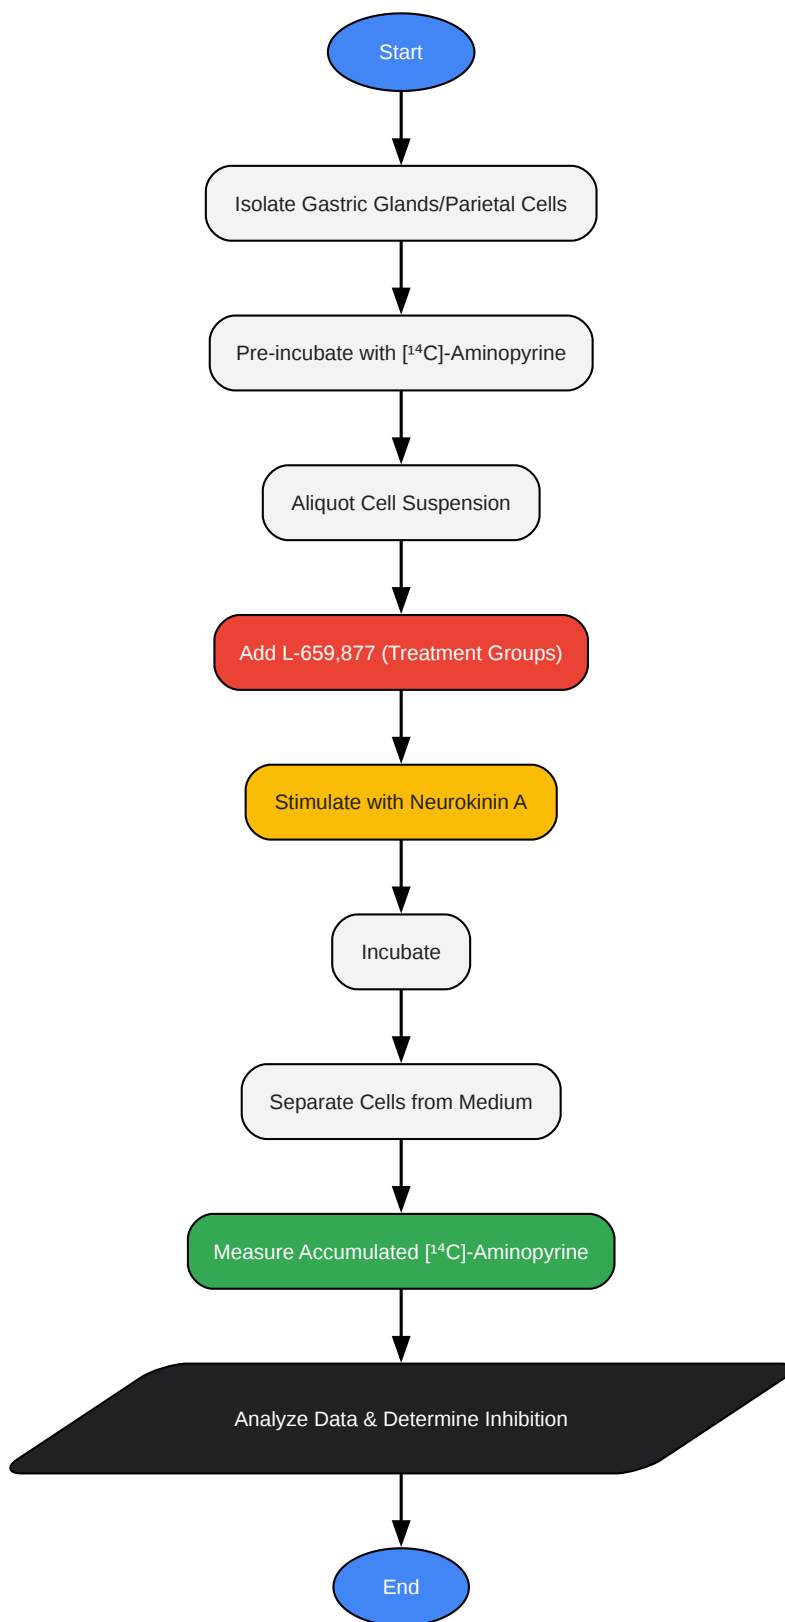 Start
Isolate Gastric Glands/Parietal Cells
Pre-incubate with [¹⁴C]-Aminopyrine
Aliquot Cell Suspension
Add L-659,877 (Treatment Groups)
Stimulate with Neurokinin A
Incubate
Separate Cells from Medium
Measure Accumulated [¹⁴C]-Aminopyrine
Analyze Data & Determine Inhibition
End